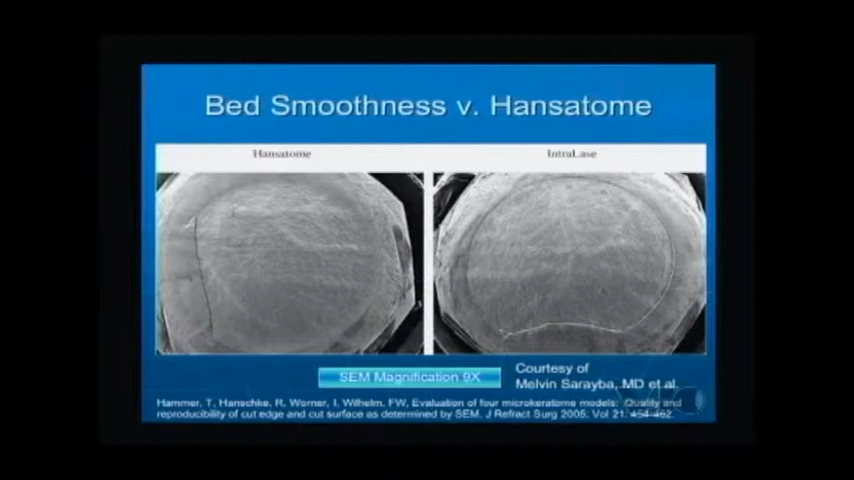 Bed Smoothness v. Hansatome
Hansatome
IntraLase
SEM Magnification 9X
Courtesy of
Melvin Sarayba, MD et al.
Hammer, T, Hanschke, R, Worner, I, Wilhelm, FW, Evaluation of four microkeratome models: Quality and
reproducibility of cut edge and cut surface as determined by SEM. J Refract Surg 2005; Vol 21: